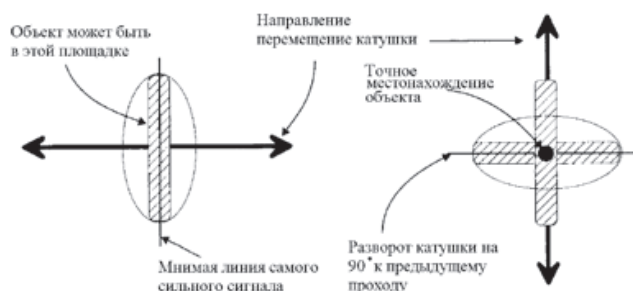 Объект может быть
в этой площадке
Направление
перемещение катушки
Точное
местонахождение
объекта
Мнимая линия самого
сильного сигнала
Разворот катушки на
90° к предыдущему
проходу